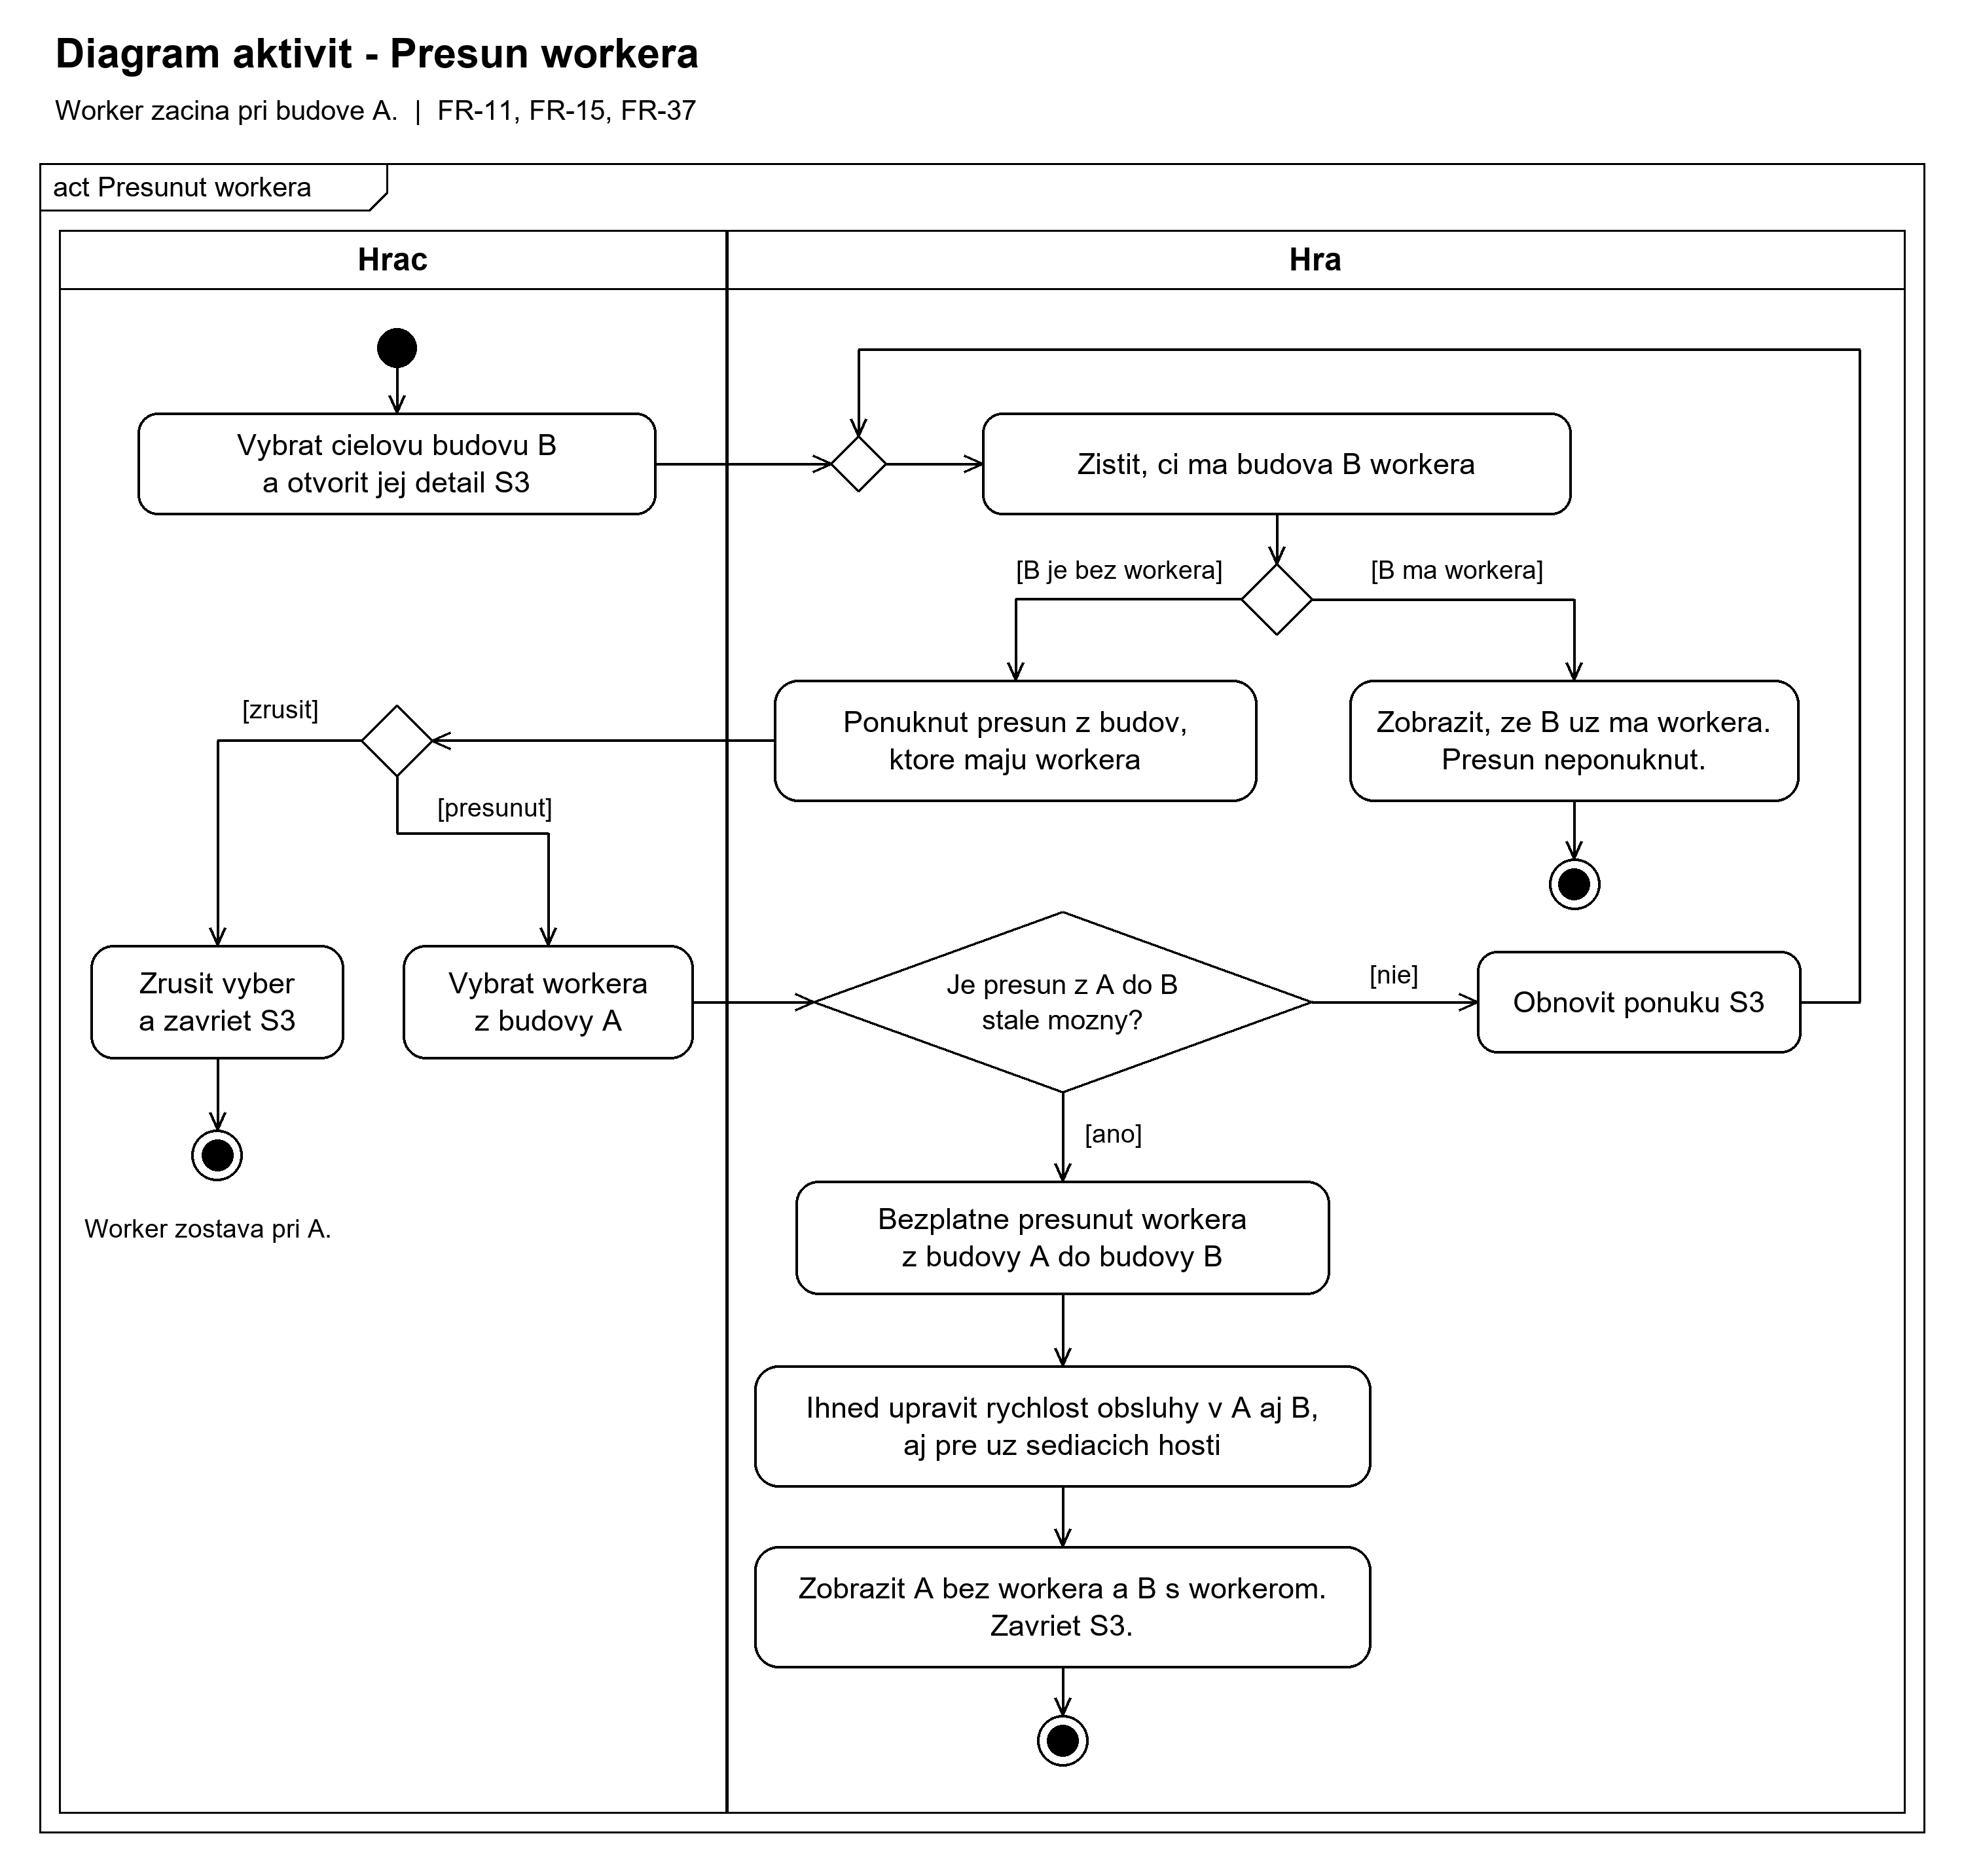 Diagram aktivit - Presun workera
Worker zacina pri budove A.  |  FR-11, FR-15, FR-37
act Presunut workera
Hrac
Hra
Vybrat cielovu budovu B
a otvorit jej detail S3
Zistit, ci ma budova B workera
[B je bez workera]
[B ma workera]
Ponuknut presun z budov,
ktore maju workera
Zobrazit, ze B uz ma workera.
Presun neponuknut.
[zrusit]
[presunut]
Zrusit vyber
a zavriet S3
Vybrat workera
z budovy A
Je presun z A do B
stale mozny?
[nie]
Obnovit ponuku S3
[ano]
Worker zostava pri A.
Bezplatne presunut workera
z budovy A do budovy B
Ihned upravit rychlost obsluhy v A aj B,
aj pre uz sediacich hosti
Zobrazit A bez workera a B s workerom.
Zavriet S3.